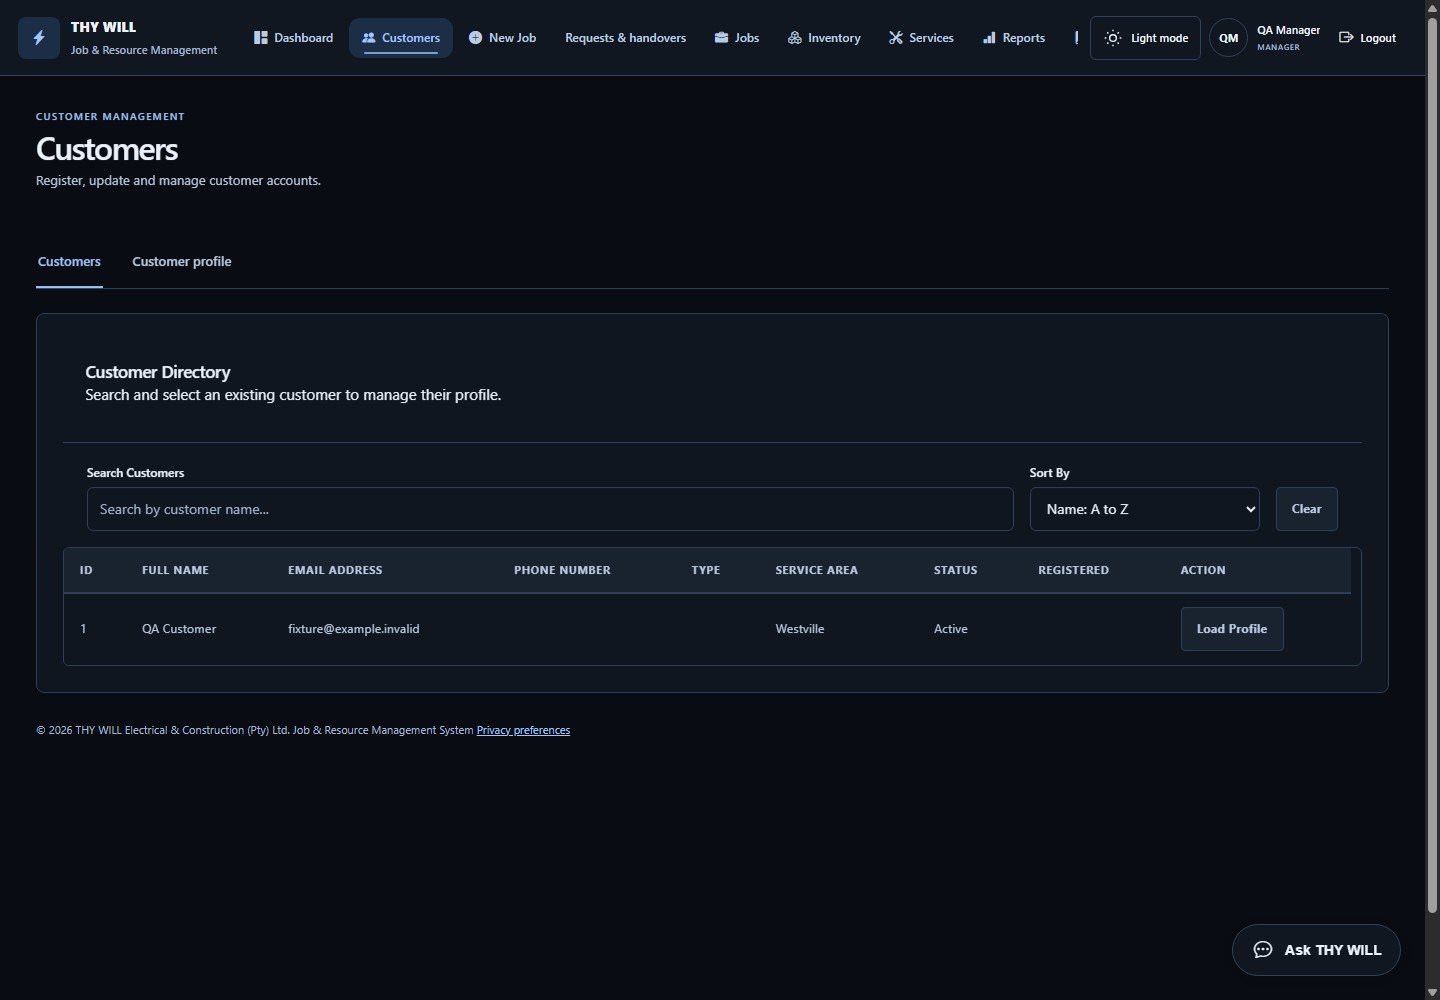 THY WILL
Job & Resource Management
Dashboard
Customers
New Job
Requests & handovers
Jobs
Inventory
Services
Reports
Light mode
QM
QA Manager
MANAGER
Logout
CUSTOMER MANAGEMENT
Customers
Register, update and manage customer accounts.
Customers
Customer profile
Customer Directory
Search and select an existing customer to manage their profile.
Search Customers
Sort By
Search by customer name...
Name: A to Z
Clear
ID FULL NAME EMAIL ADDRESS PHONE NUMBER TYPE SERVICE AREA STATUS REGISTERED ACTION
1 QA Customer fixture@example.invalid Westville Active Load Profile
© 2026 THY WILL Electrical & Construction (Pty) Ltd. Job & Resource Management System Privacy preferences
Ask THY WILL